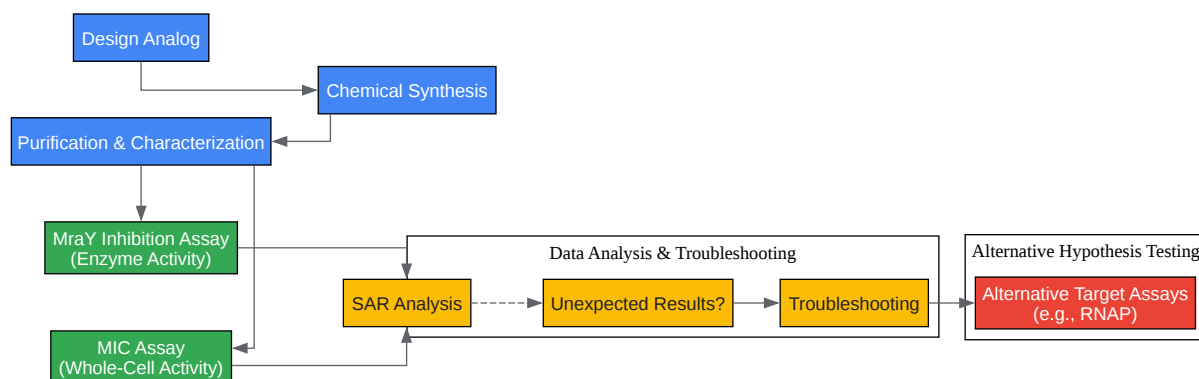 Design Analog
Chemical Synthesis
Purification & Characterization
MraY Inhibition Assay
(Enzyme Activity)
MIC Assay
(Whole-Cell Activity)
Data Analysis & Troubleshooting
SAR Analysis
Unexpected Results?
Troubleshooting
Alternative Hypothesis Testing
Alternative Target Assays
(e.g., RNAP)